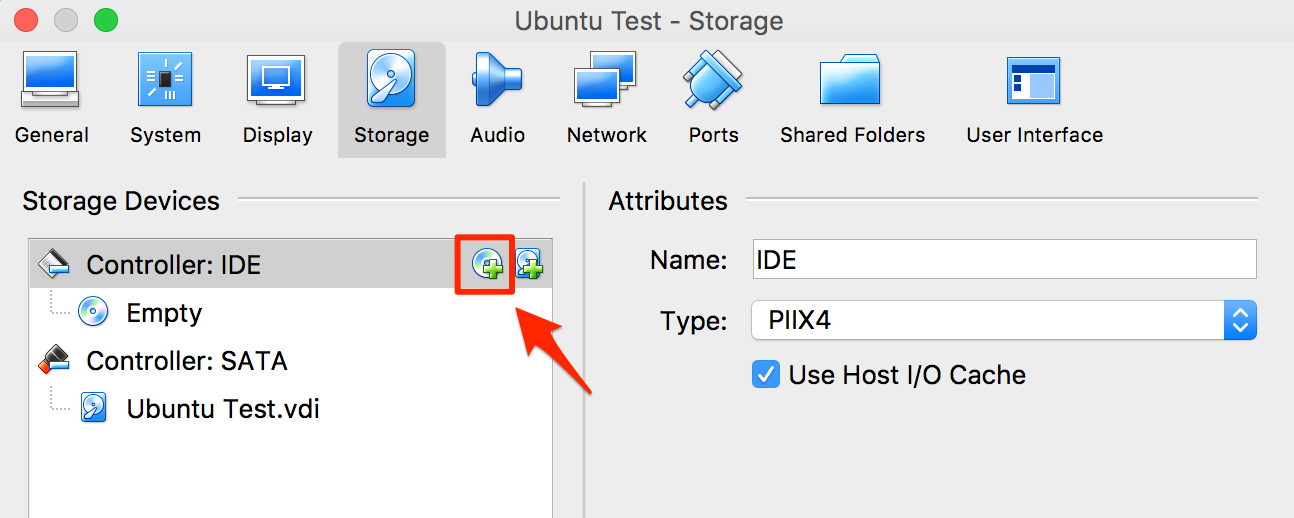 Ubuntu Test - Storage
General System Display Storage Audio Network Ports Shared Folders User Interface
Storage Devices
Controller: IDE
Empty
Controller: SATA
Ubuntu Test.vdi
Attributes
Name: IDE
Type: PIIX4
Use Host I/O Cache